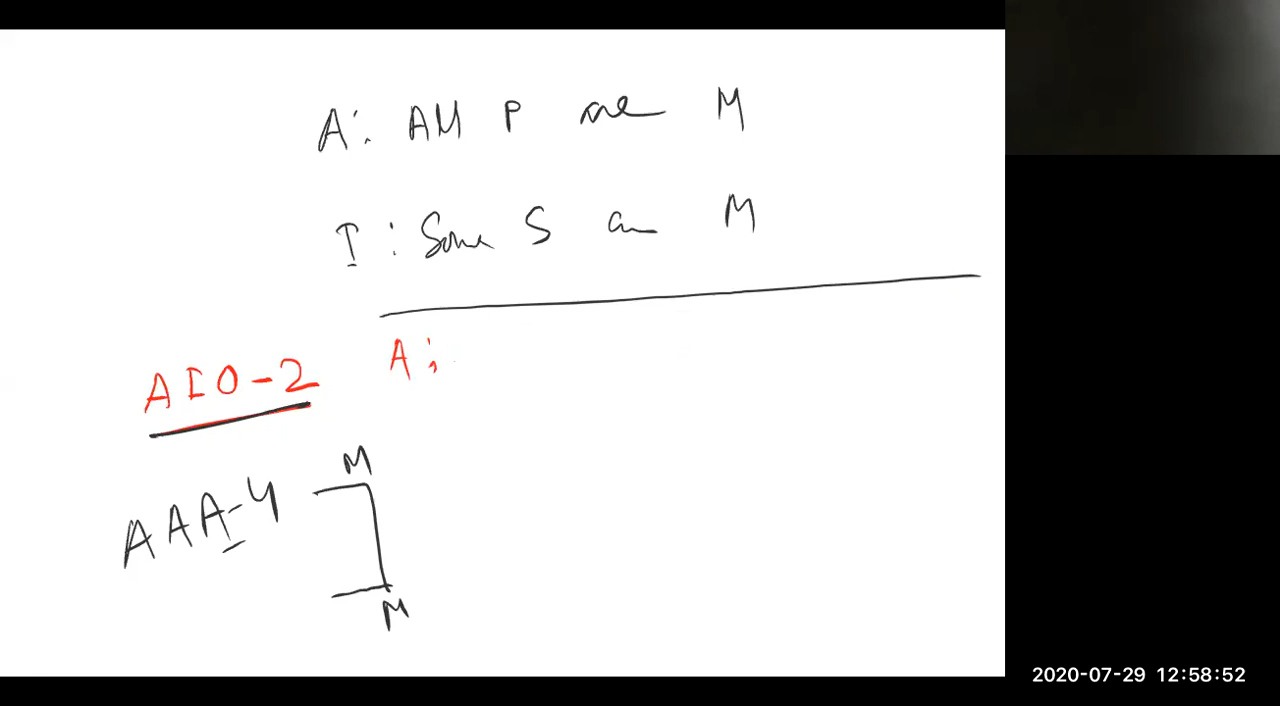 A: All P are M
I: Some S are M
A:
AIO-2
AAA-4
M
M
2020-07-29 12:58:52